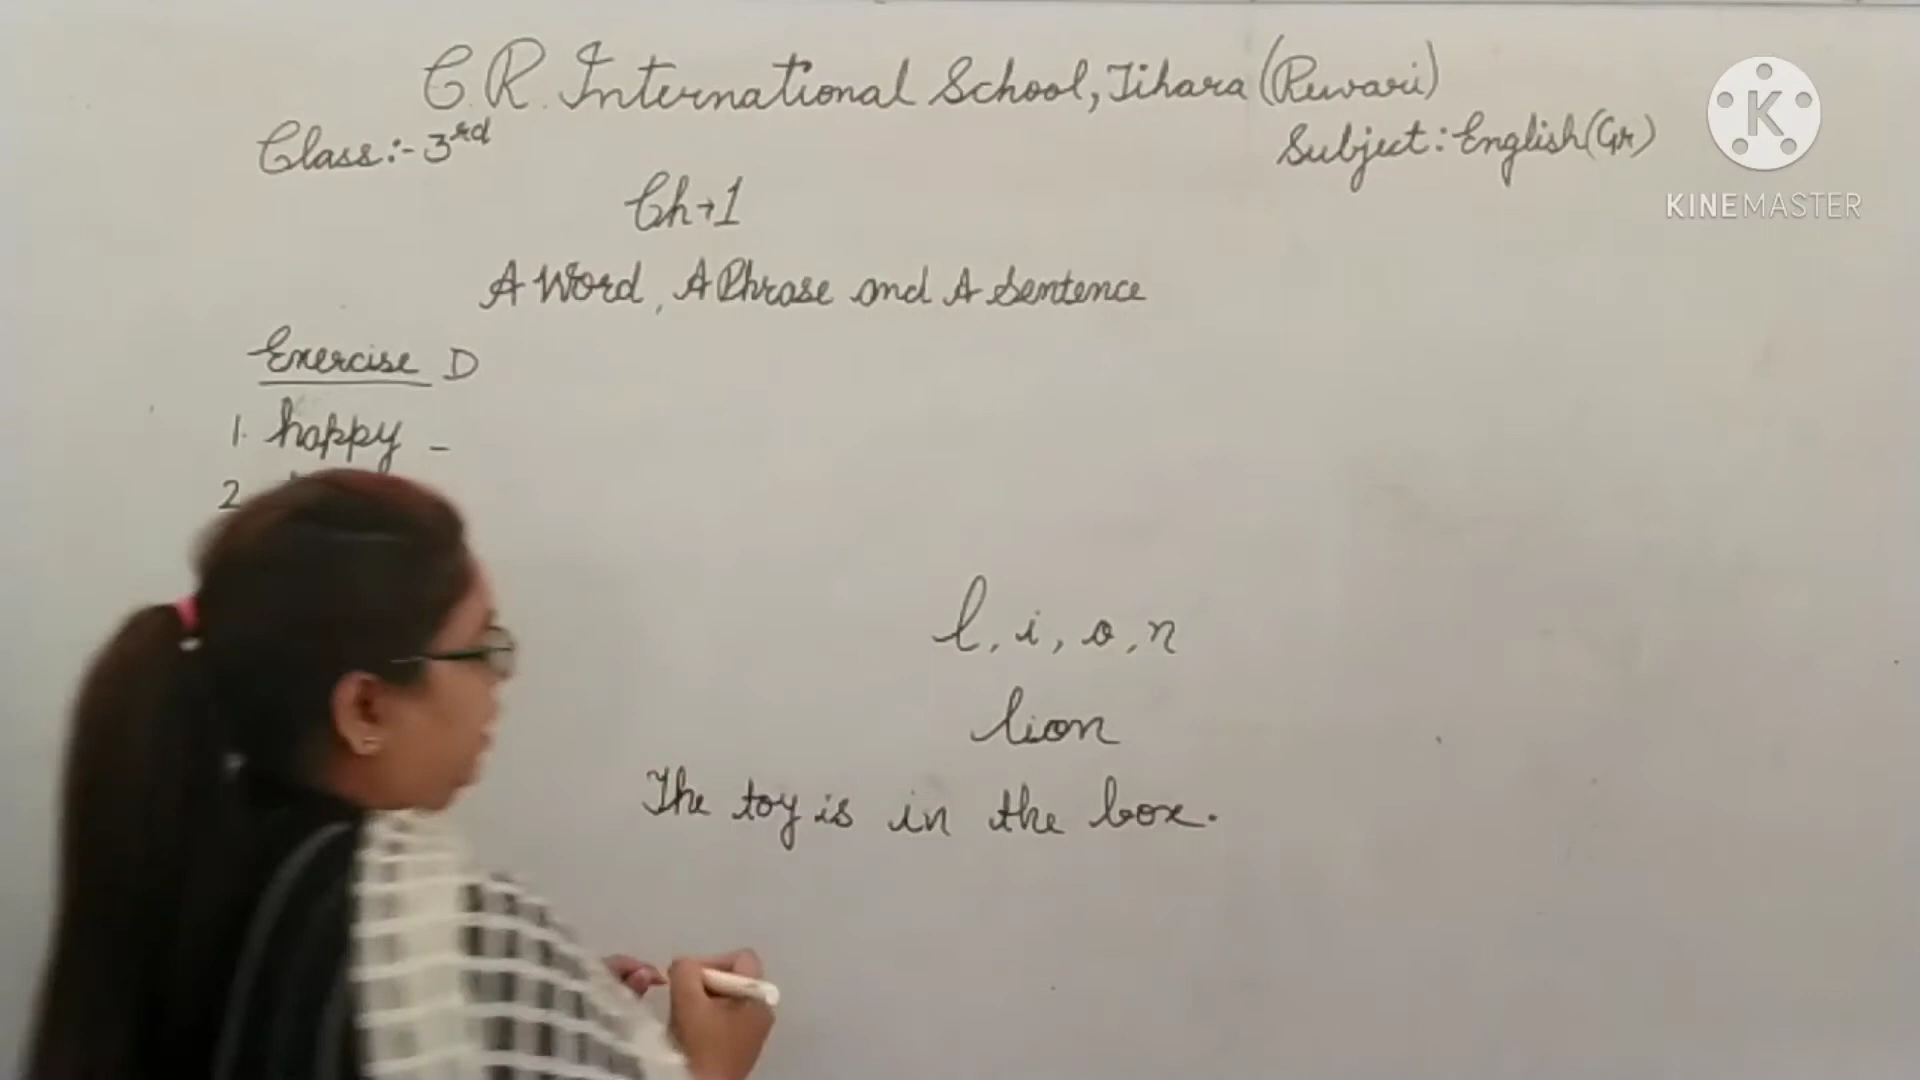 C.R. International School, Jihara (Rewari)
Class:- 3rd
Subject: English(Gr)
K
KINEMASTER
Ch→1
A Word, A Phrase and A Sentence
Exercise D
1. happy -
2.
l, i, o, n
lion
The toy is in the box.